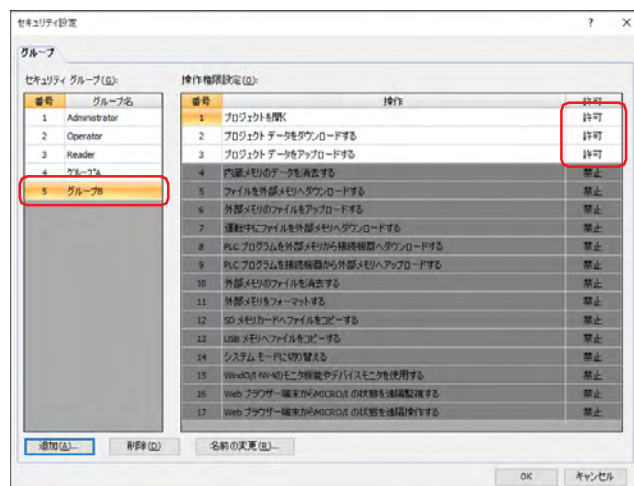 セキュリティ設定
? ×
グループ
セキュリティ グループ(G):
操作権限設定(O):
番号 グループ名
1 Administrator
2 Operator
3 Reader
4 グループA
5 グループB
番号 操作 許可
1 プロジェクトを開く 許可
2 プロジェクト データをダウンロードする 許可
3 プロジェクト データをアップロードする 許可
4 内蔵メモリのデータを消去する 禁止
5 ファイルを外部メモリへダウンロードする 禁止
6 外部メモリのファイルをアップロードする 禁止
7 運転中にファイルを外部メモリへダウンロードする 禁止
8 PLC プログラムを外部メモリから接続機器へダウンロードする 禁止
9 PLC プログラムを接続機器から外部メモリへアップロードする 禁止
10 外部メモリのファイルを消去する 禁止
11 外部メモリをフォーマットする 禁止
12 SD メモリカードへファイルをコピーする 禁止
13 USB メモリへファイルをコピーする 禁止
14 システム モードに切り替える 禁止
15 WindO/I-NV4のモニタ機能やデバイスモニタを使用する 禁止
16 Web ブラウザー端末からMICRO/I の状態を遠隔監視する 禁止
17 Web ブラウザー端末からMICRO/I の状態を遠隔操作する 禁止
追加(A)... 削除(D) 名前の変更(R)...
OK キャンセル